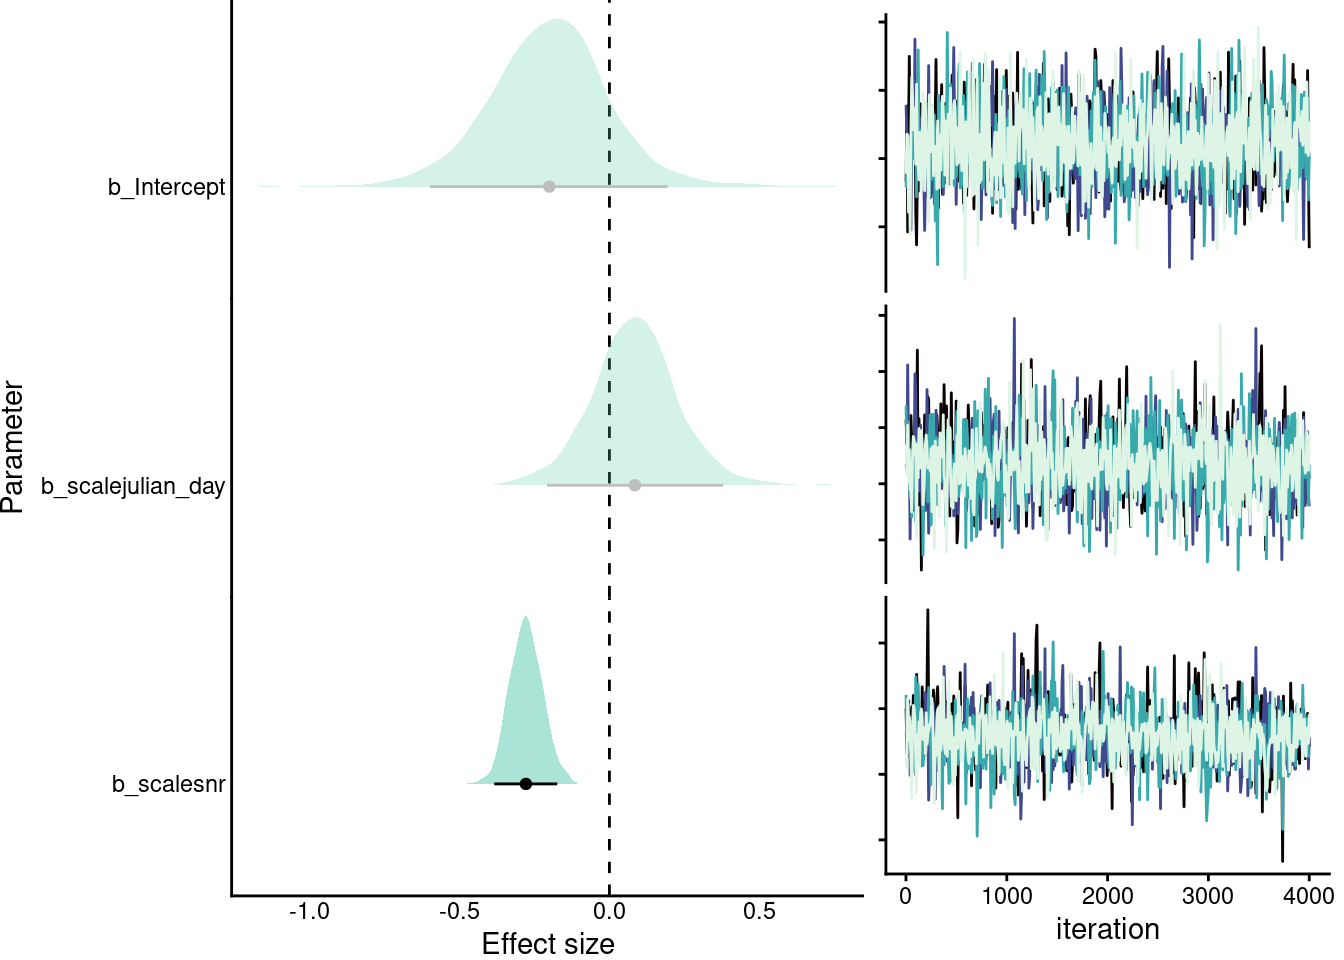 Parameter
b_Intercept
b_scalejulian_day
b_scalesnr
-1.0 -0.5 0.0 0.5
Effect size
0 1000 2000 3000 4000
iteration